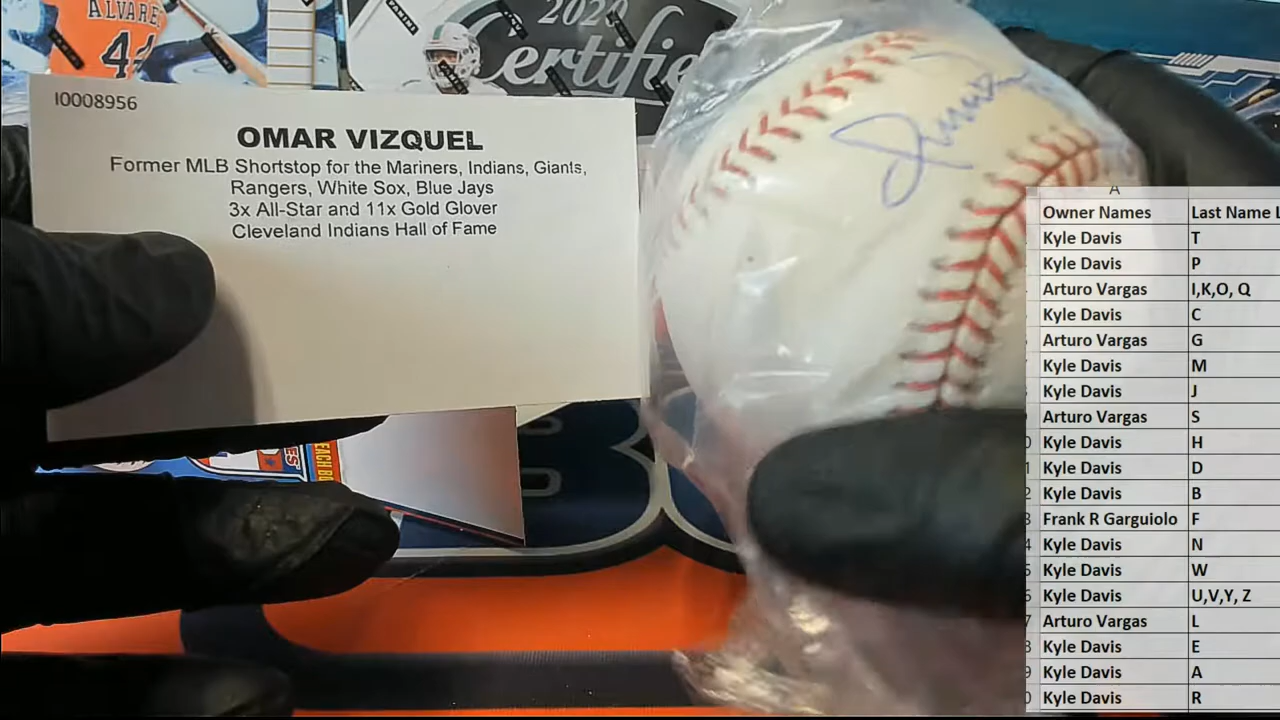 ALVAREZ
44
2020
Certified
PANINI
I0008956
OMAR VIZQUEL
Former MLB Shortstop for the Mariners, Indians, Giants,
Rangers, White Sox, Blue Jays
3x All-Star and 11x Gold Glover
Cleveland Indians Hall of Fame
A
Owner Names Last Name L
Kyle Davis T
Kyle Davis P
Arturo Vargas I,K,O, Q
Kyle Davis C
Arturo Vargas G
Kyle Davis M
Kyle Davis J
Arturo Vargas S
Kyle Davis H
Kyle Davis D
Kyle Davis B
Frank R Garguiolo F
Kyle Davis N
Kyle Davis W
Kyle Davis U,V,Y, Z
Arturo Vargas L
Kyle Davis E
Kyle Davis A
Kyle Davis R